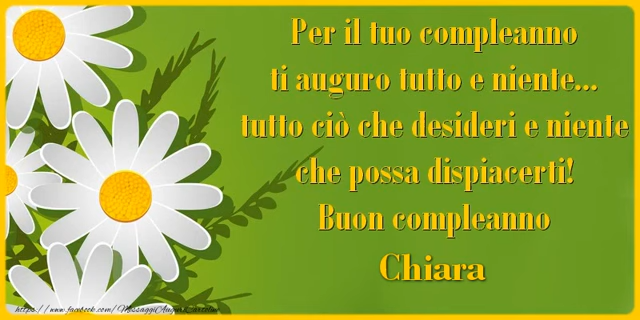 Per il tuo compleanno
ti auguro tutto e niente...
tutto ciò che desideri e niente
che possa dispiacerti!
Buon compleanno
Chiara